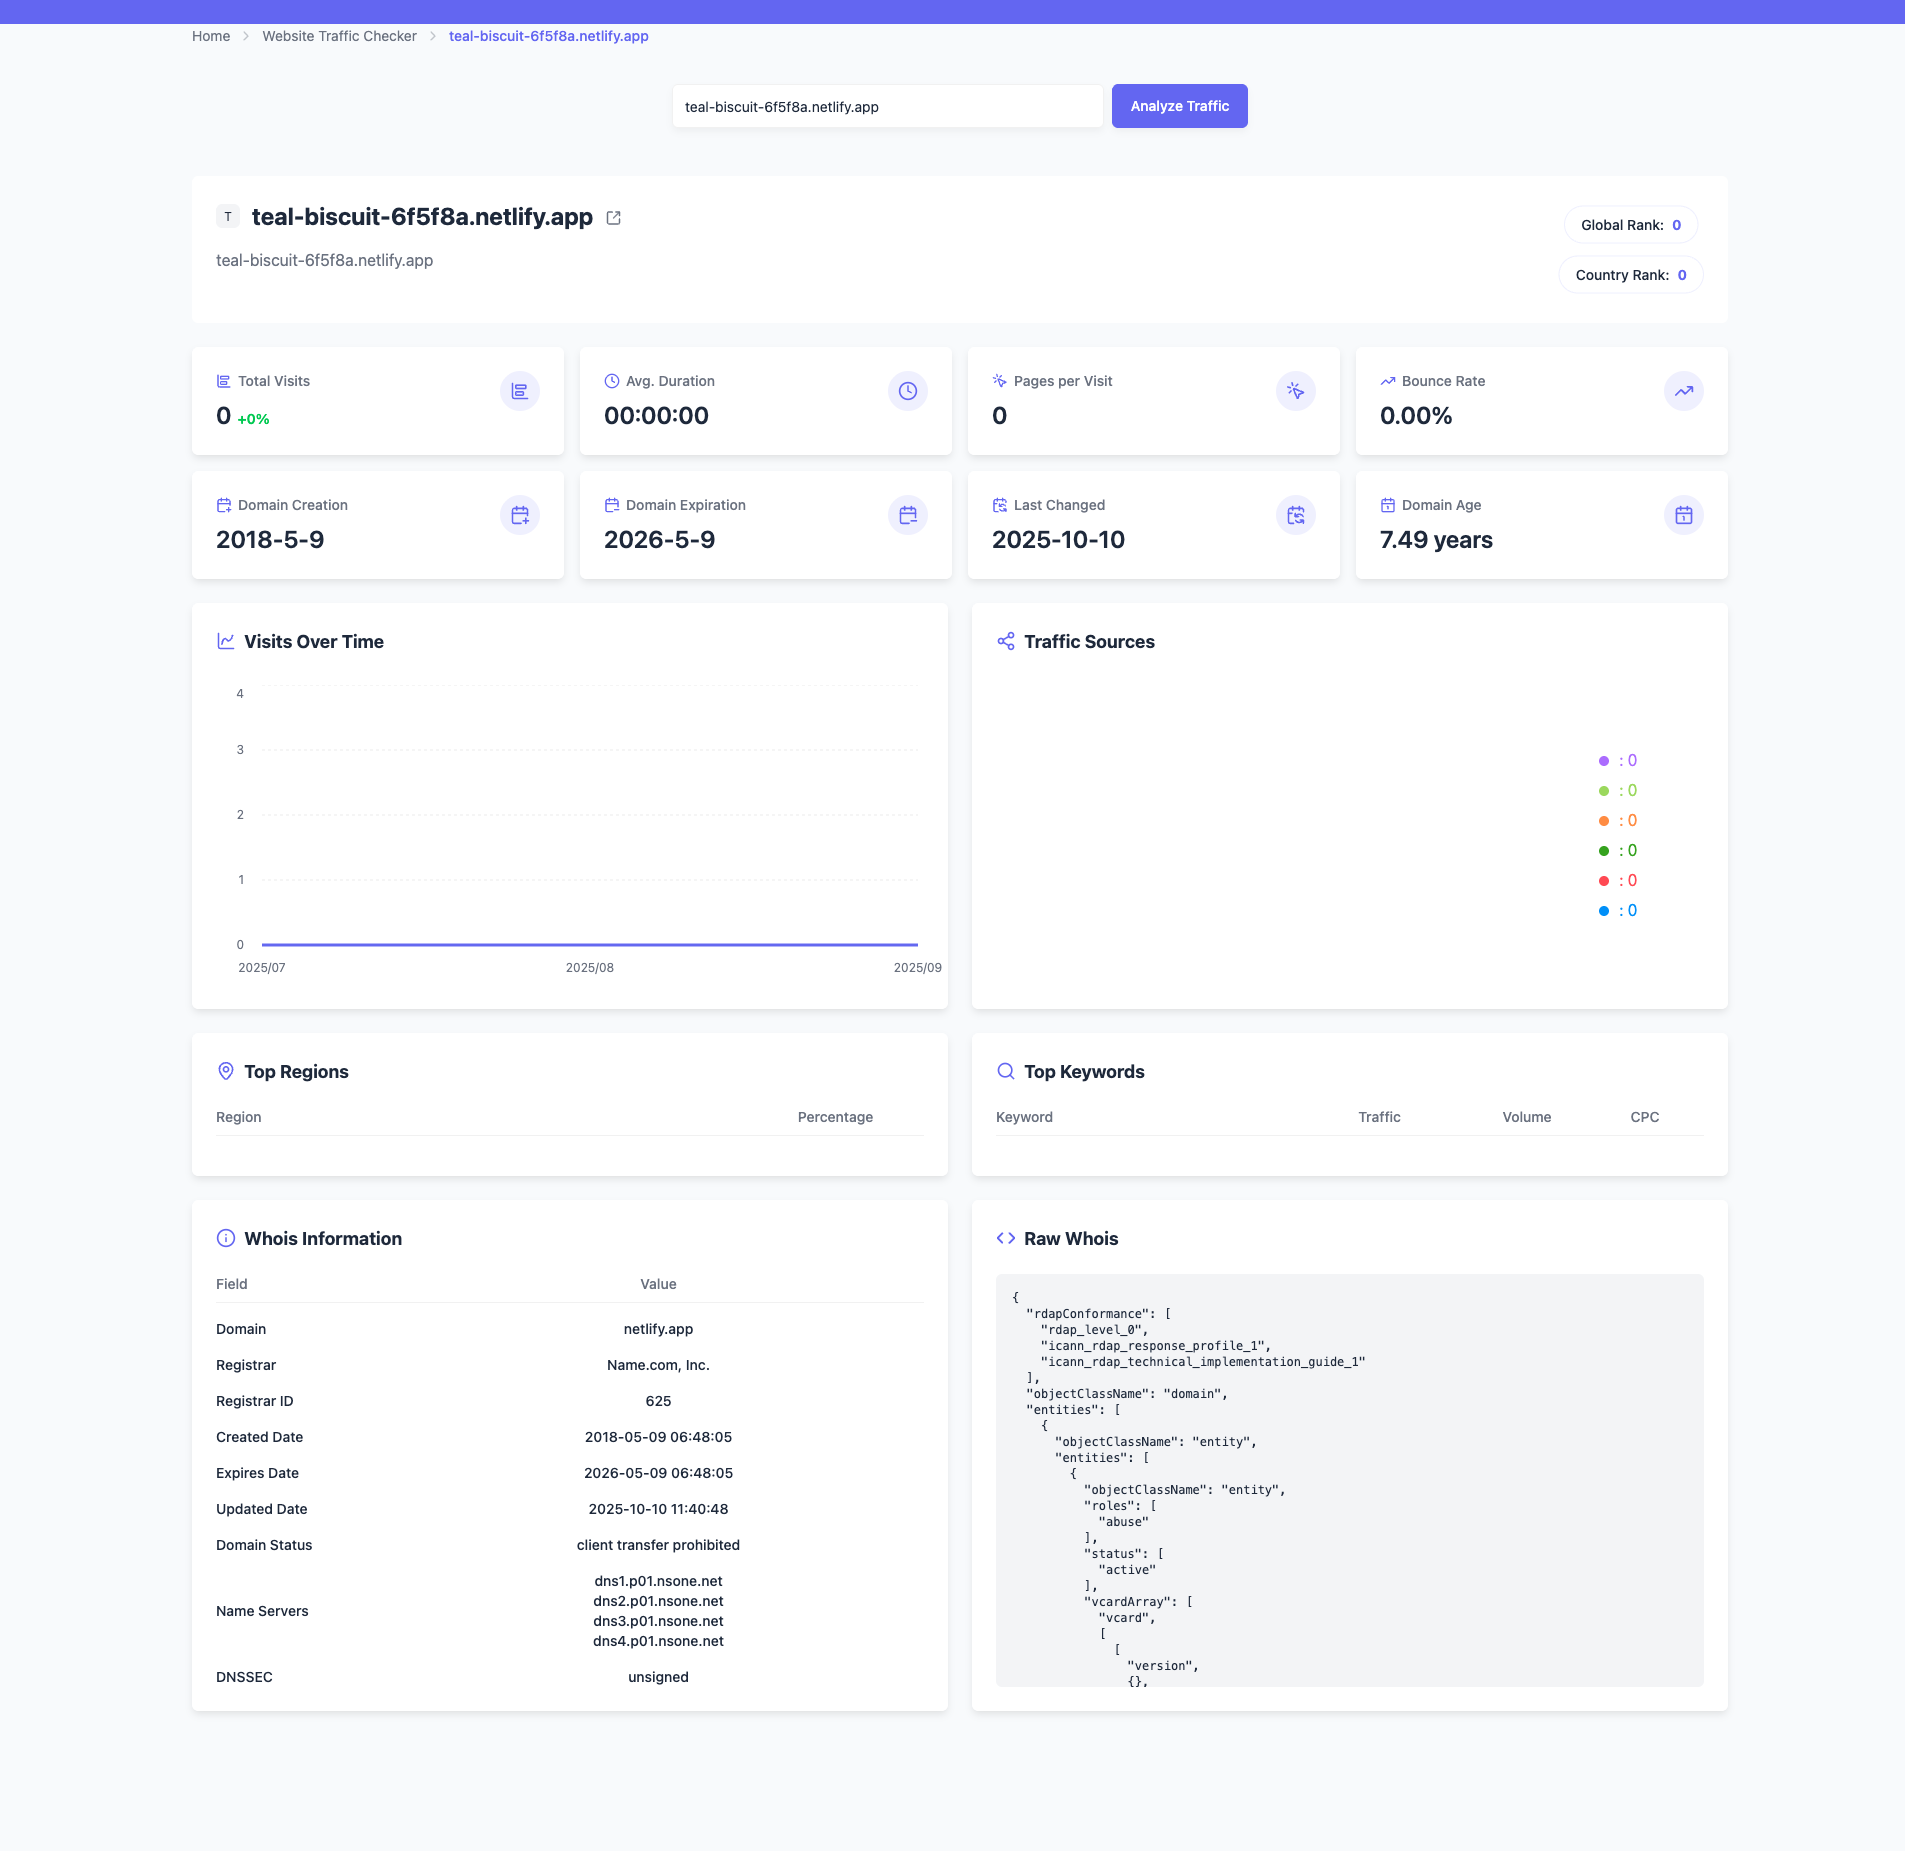 Home > Website Traffic Checker > teal-biscuit-6f5f8a.netlify.app
teal-biscuit-6f5f8a.netlify.app
Analyze Traffic
T
teal-biscuit-6f5f8a.netlify.app
teal-biscuit-6f5f8a.netlify.app
Global Rank: 0
Country Rank: 0
Total Visits
0 +0%
Avg. Duration
00:00:00
Pages per Visit
0
Bounce Rate
0.00%
Domain Creation
2018-5-9
Domain Expiration
2026-5-9
Last Changed
2025-10-10
Domain Age
7.49 years
Visits Over Time
4
3
2
1
0
2025/07 2025/08 2025/09
Traffic Sources
: 0
: 0
: 0
: 0
: 0
: 0
Top Regions
Region Percentage
Top Keywords
Keyword Traffic Volume CPC
Whois Information
Field Value
Domain netlify.app
Registrar Name.com, Inc.
Registrar ID 625
Created Date 2018-05-09 06:48:05
Expires Date 2026-05-09 06:48:05
Updated Date 2025-10-10 11:40:48
Domain Status client transfer prohibited
Name Servers
dns1.p01.nsone.net
dns2.p01.nsone.net
dns3.p01.nsone.net
dns4.p01.nsone.net
DNSSEC unsigned
Raw Whois
{
"rdapConformance": [
"rdap_level_0",
"icann_rdap_response_profile_1",
"icann_rdap_technical_implementation_guide_1"
],
"objectClassName": "domain",
"entities": [
{
"objectClassName": "entity",
"entities": [
{
"objectClassName": "entity",
"roles": [
"abuse"
],
"status": [
"active"
],
"vcardArray": [
"vcard",
[
[
"version",
{},